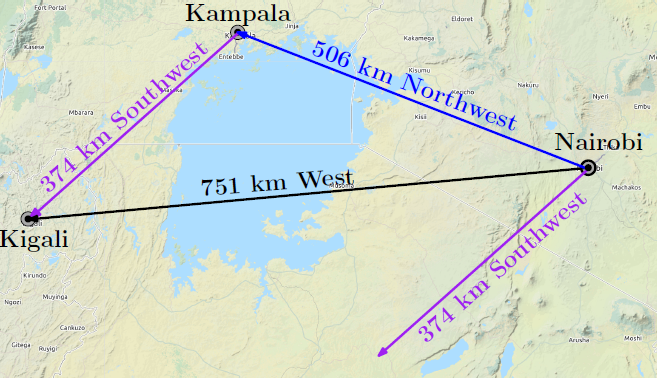 Fort Portal
Kampala
Jinja
Eldoret
Kakamega
Kasese
Entebbe
506 km Northwest
Kisumu
Kericho
Nakuru
Nyeri
Embu
Masaka
Mbarara
Kisii
374 km Southwest
Nairobi
751 km West
Musoma
Machakos
Kigali
374 km Southwest
Kirundo
Ngozi
Muyinga
Cankuzo
Gitega
Ruyigi
Arusha
Moshi